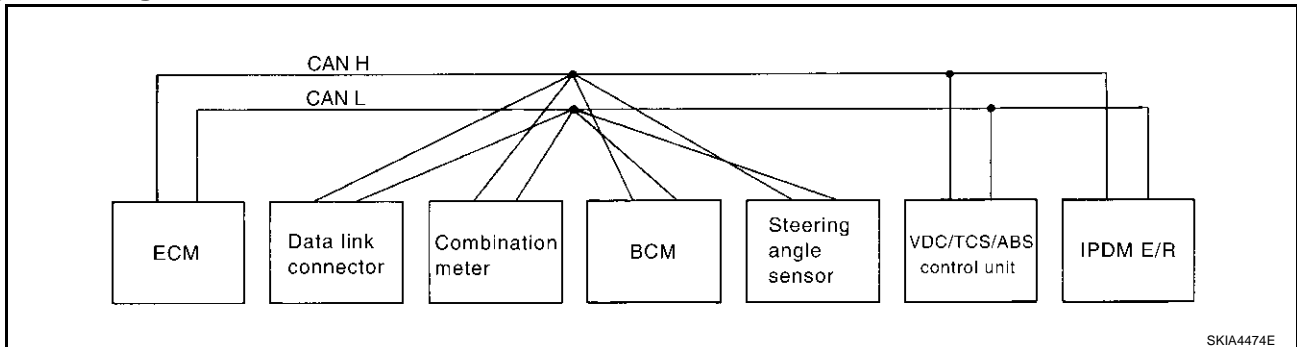 CAN H
CAN L
ECM
Data link
connector
Combination
meter
BCM
Steering
angle
sensor
VDC/TCS/ABS
control unit
IPDM E/R
SKIA4474E